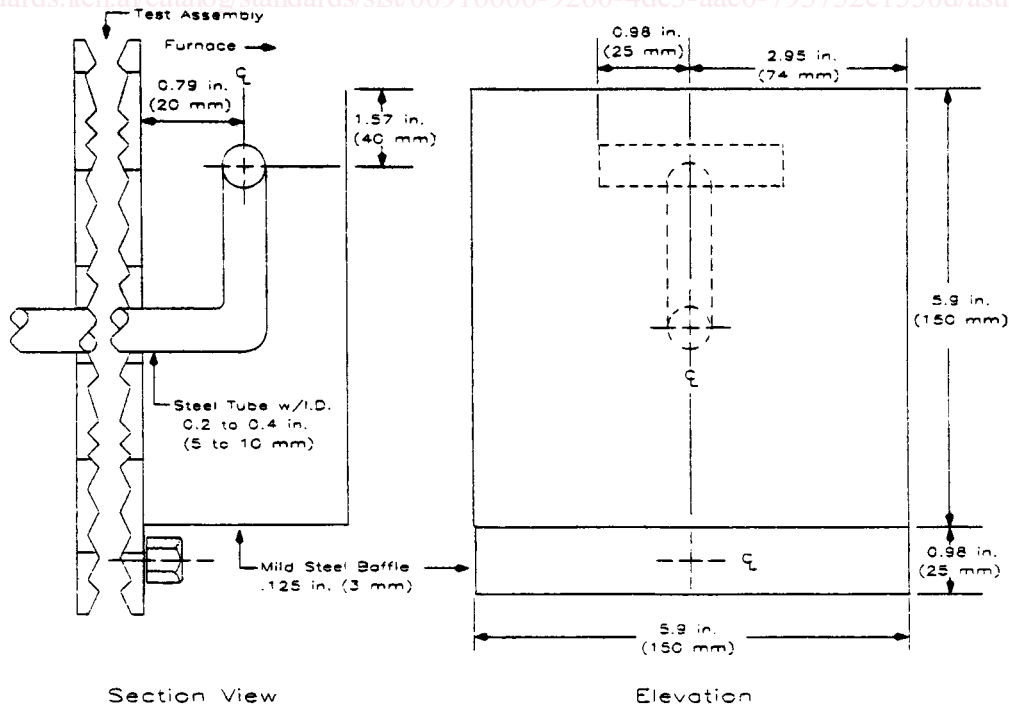 Test Assembly
Furnace
℄
0.79 in.
(20 mm)
1.57 in.
(40 mm)
Steel Tube w/I.D.
0.2 to 0.4 in.
(5 to 10 mm)
Mild Steel Baffle
.125 in. (3 mm)
Section View
0.98 in.
(25 mm)
2.95 in.
(74 mm)
5.9 in.
(150 mm)
℄
℄
0.98 in.
(25 mm)
5.9 in.
(150 mm)
Elevation